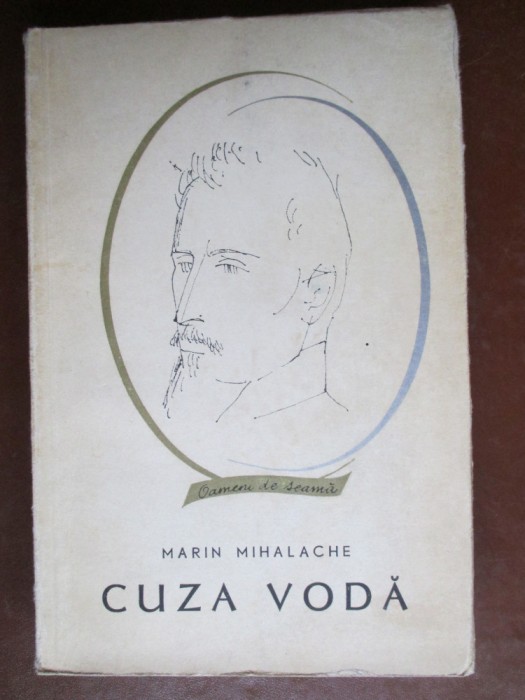 Oameni de seamă
MARIN MIHALACHE
CUZA VODĂ